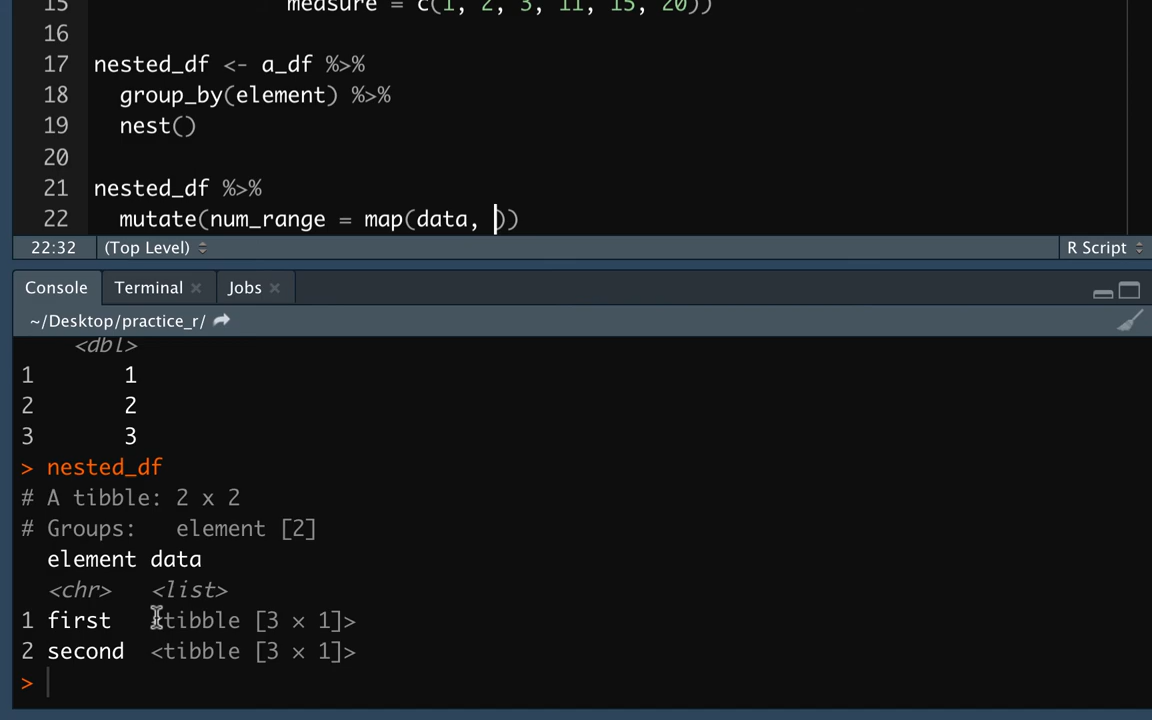 15 measure = c(1, 2, 3, 11, 15, 20))
16
17 nested_df <- a_df %>%
18 group_by(element) %>%
19 nest()
20
21 nested_df %>%
22 mutate(num_range = map(data, ))
22:32 (Top Level) R Script
Console Terminal Jobs
~/Desktop/practice_r/
<dbl>
1 1
2 2
3 3
> nested_df
# A tibble: 2 x 2
# Groups: element [2]
element data
<chr> <list>
1 first <tibble [3 × 1]>
2 second <tibble [3 × 1]>
>